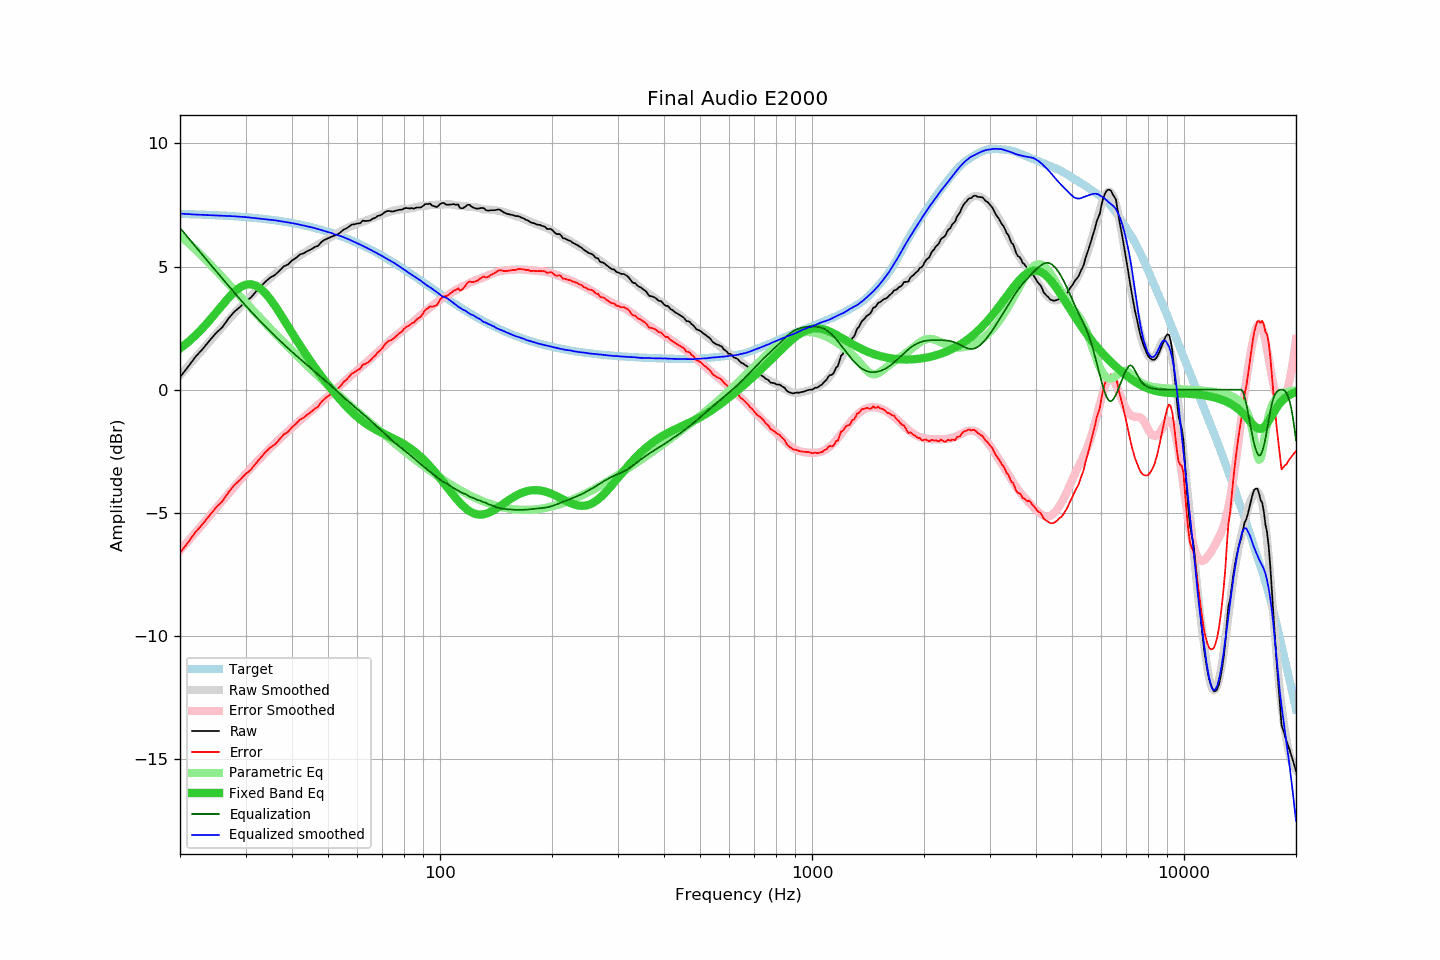 Final Audio E2000
10
5
0
−5
−10
−15
Amplitude (dBr)
Target
Raw Smoothed
Error Smoothed
Raw
Error
Parametric Eq
Fixed Band Eq
Equalization
Equalized smoothed
100
1000
10000
Frequency (Hz)